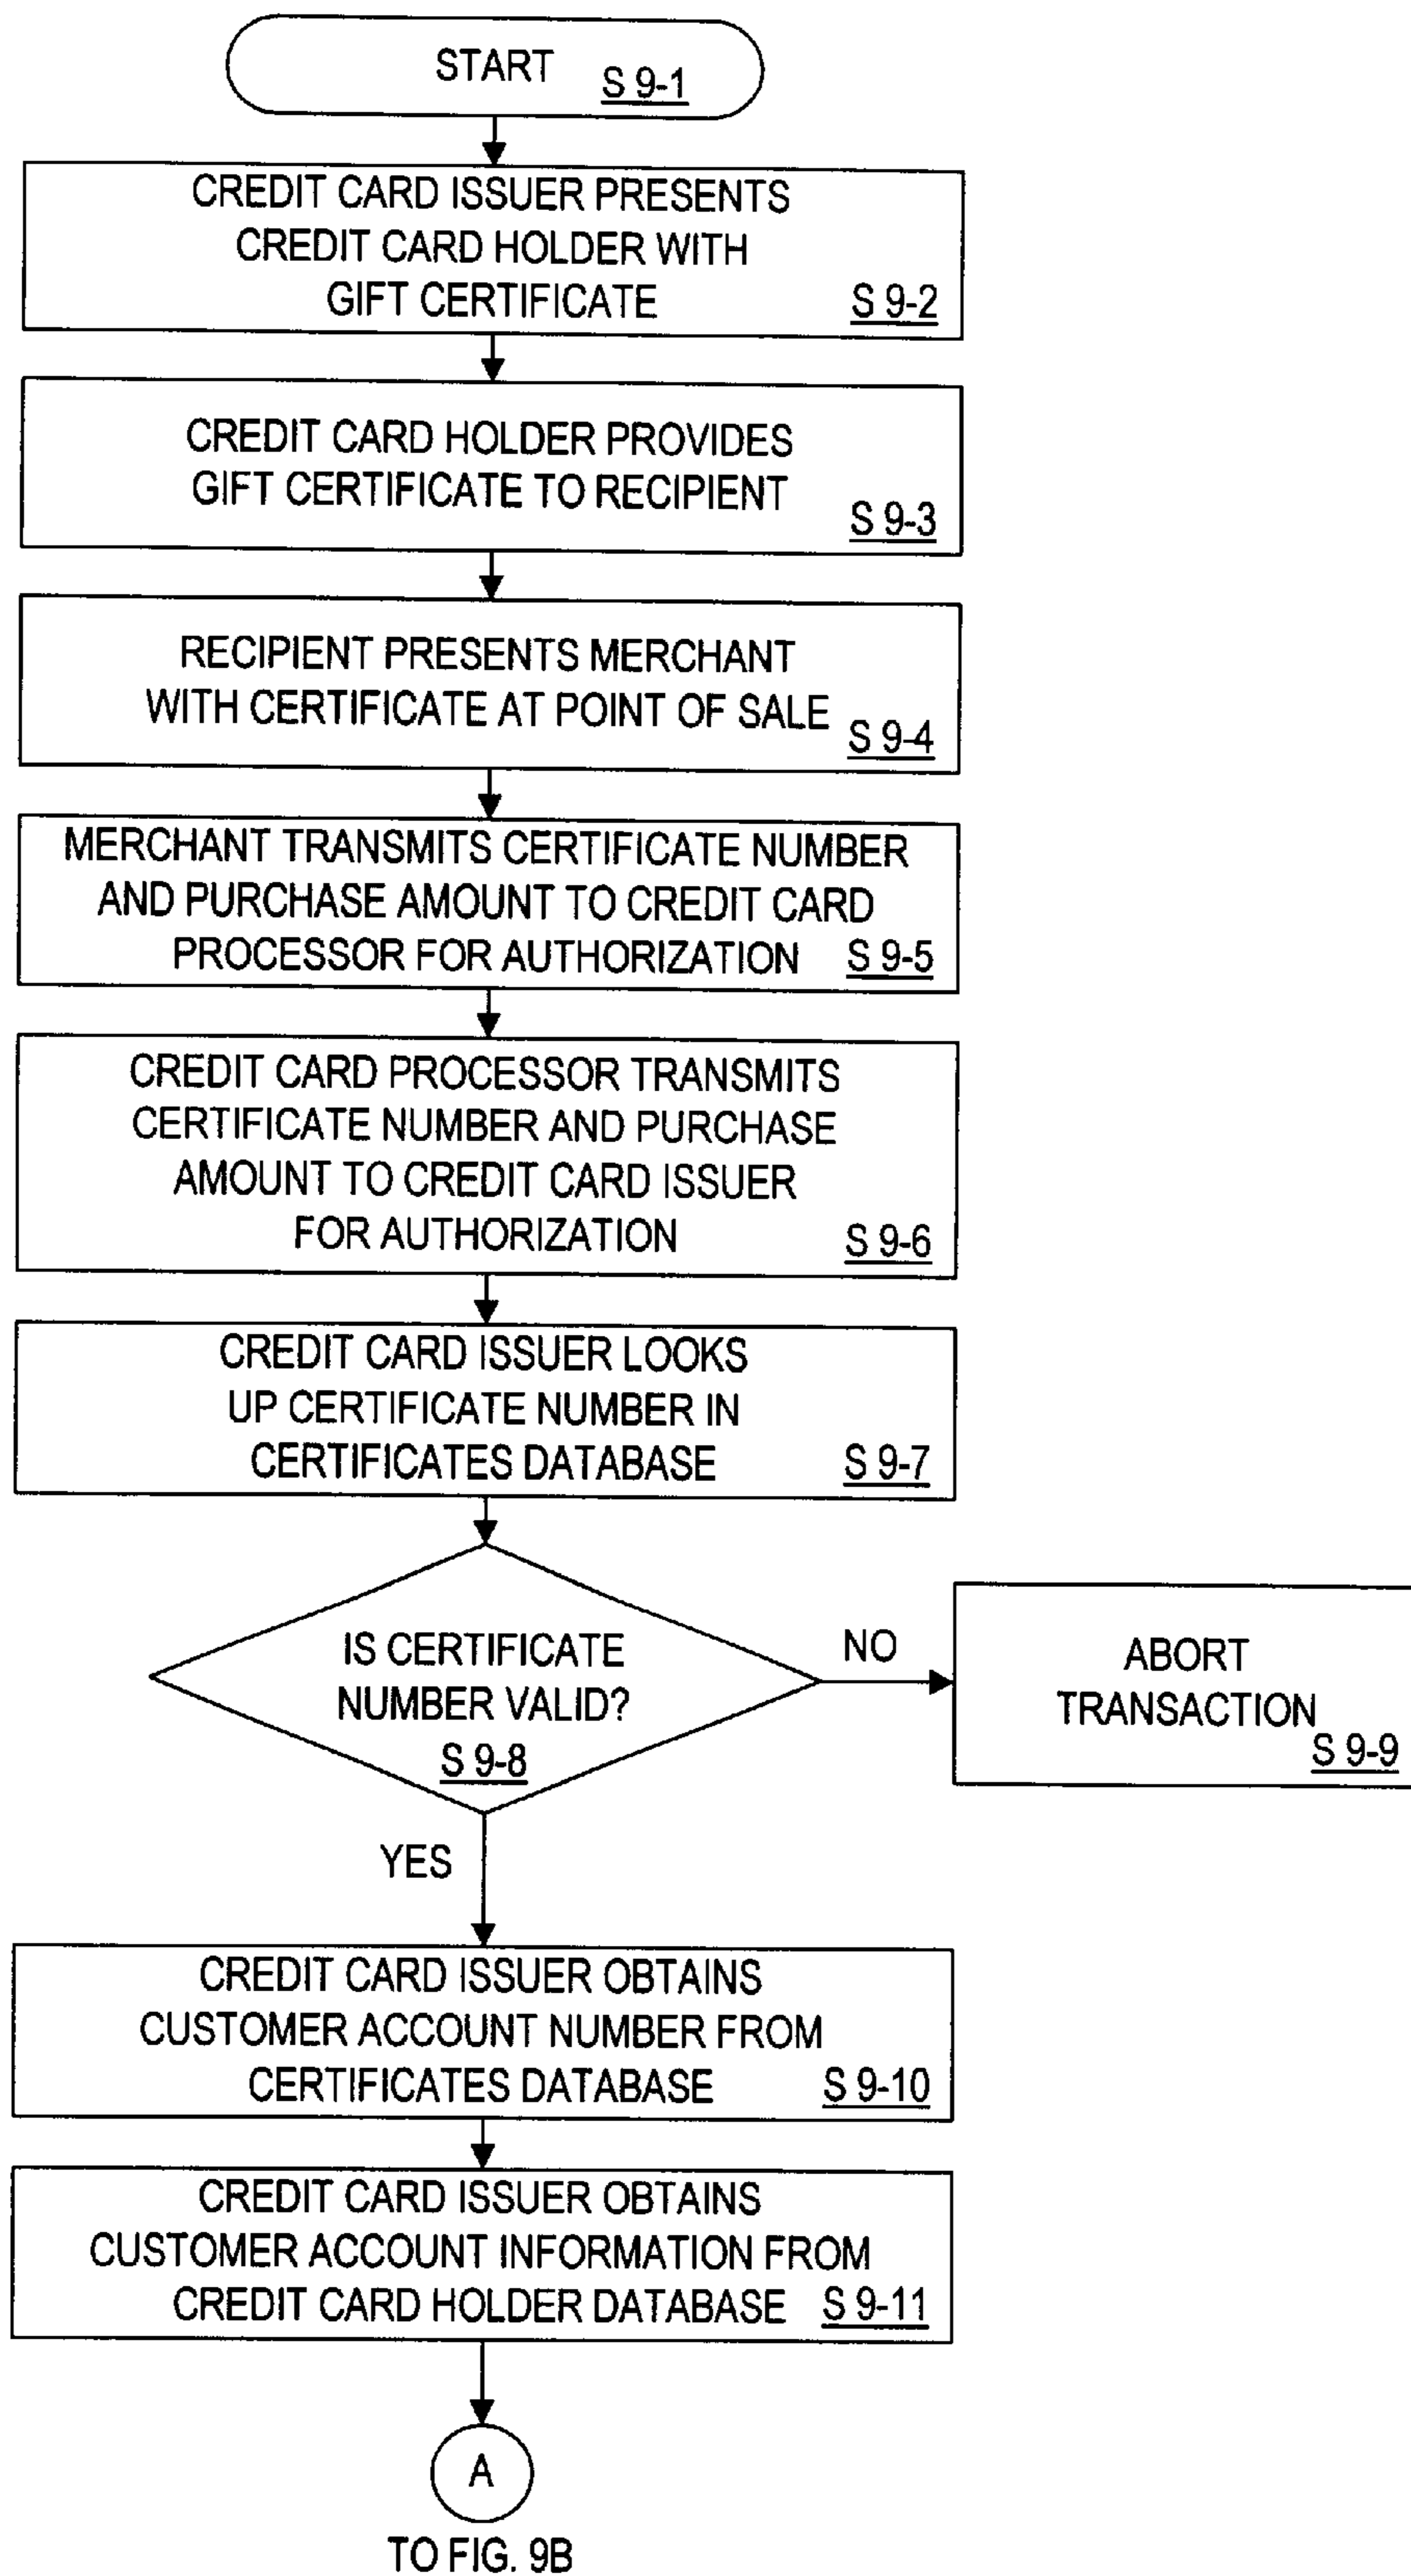 START S 9-1
CREDIT CARD ISSUER PRESENTS
CREDIT CARD HOLDER WITH
GIFT CERTIFICATE S 9-2
CREDIT CARD HOLDER PROVIDES
GIFT CERTIFICATE TO RECIPIENT
S 9-3
RECIPIENT PRESENTS MERCHANT
WITH CERTIFICATE AT POINT OF SALE
S 9-4
MERCHANT TRANSMITS CERTIFICATE NUMBER
AND PURCHASE AMOUNT TO CREDIT CARD
PROCESSOR FOR AUTHORIZATION S 9-5
CREDIT CARD PROCESSOR TRANSMITS
CERTIFICATE NUMBER AND PURCHASE
AMOUNT TO CREDIT CARD ISSUER
FOR AUTHORIZATION S 9-6
CREDIT CARD ISSUER LOOKS
UP CERTIFICATE NUMBER IN
CERTIFICATES DATABASE S 9-7
IS CERTIFICATE
NUMBER VALID?
S 9-8
NO
ABORT
TRANSACTION
S 9-9
YES
CREDIT CARD ISSUER OBTAINS
CUSTOMER ACCOUNT NUMBER FROM
CERTIFICATES DATABASE S 9-10
CREDIT CARD ISSUER OBTAINS
CUSTOMER ACCOUNT INFORMATION FROM
CREDIT CARD HOLDER DATABASE S 9-11
A
TO FIG. 9B